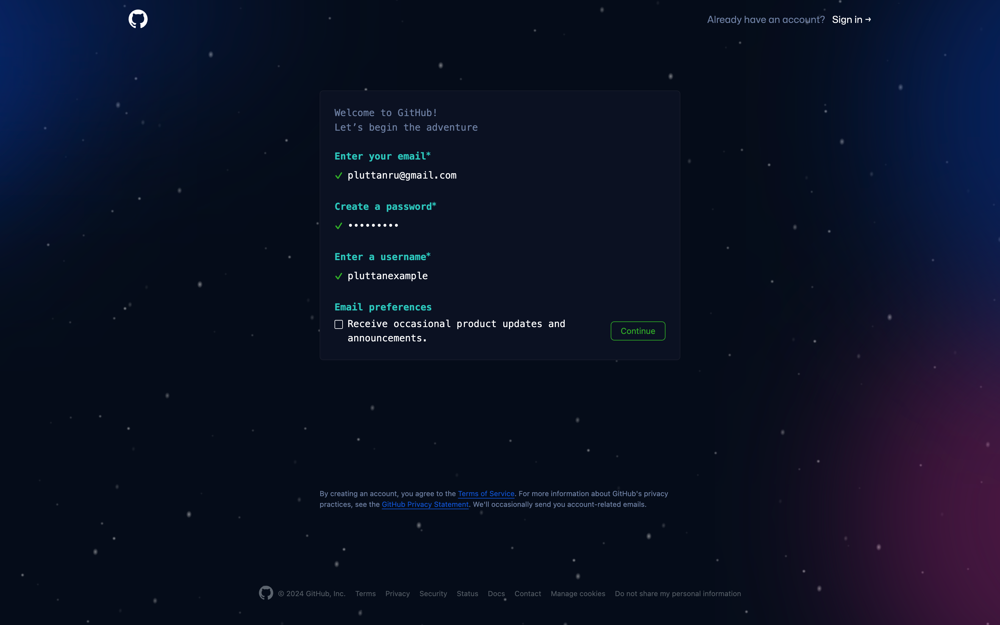 Already have an account? Sign in →
Welcome to GitHub!
Let’s begin the adventure
Enter your email*
✓ pluttanru@gmail.com
Create a password*
✓ •••••••••
Enter a username*
✓ pluttanexample
Email preferences
Receive occasional product updates and
announcements.
Continue
By creating an account, you agree to the Terms of Service. For more information about GitHub's privacy
practices, see the GitHub Privacy Statement. We'll occasionally send you account-related emails.
© 2024 GitHub, Inc. Terms Privacy Security Status Docs Contact Manage cookies Do not share my personal information